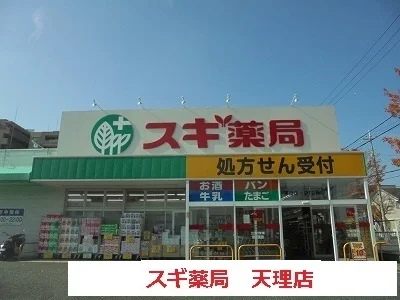 スギ薬局
処方せん受付
お酒 パン
牛乳 たまご
スギ薬局 天理店